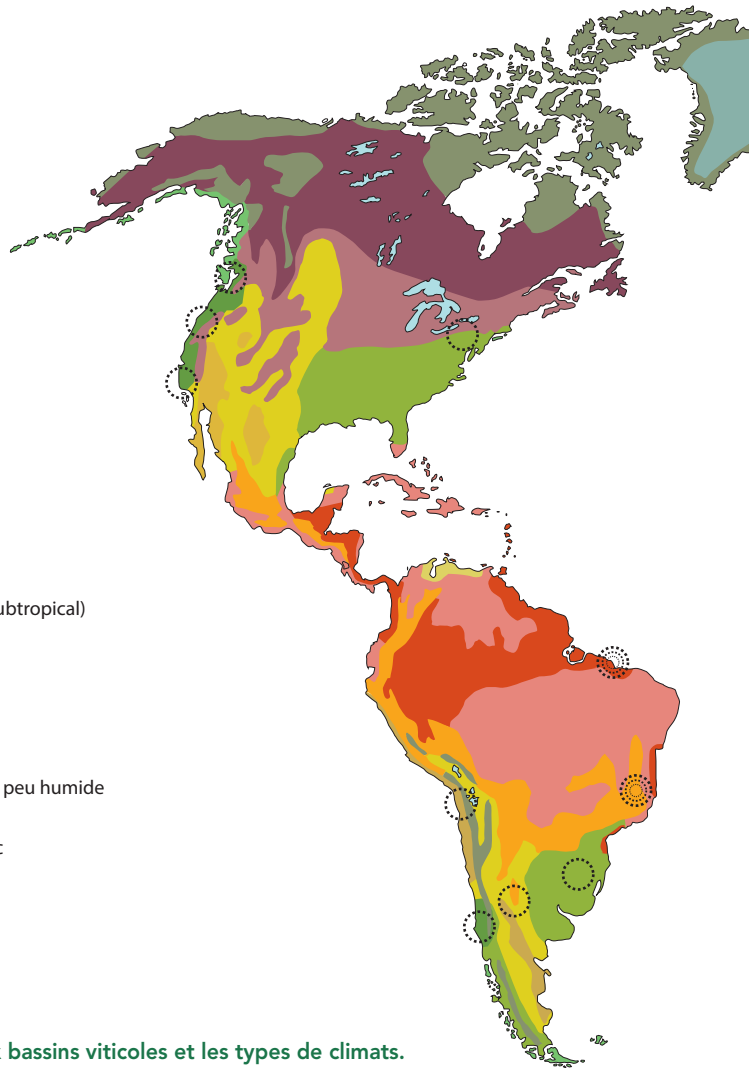 ubtropical)
peu humide
t
bassins viticoles et les types de climats.